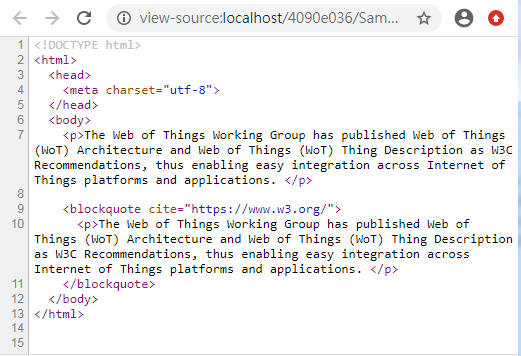 view-source:localhost/4090e036/Sam...
1 <!DOCTYPE html>
2 <html>
3   <head>
4     <meta charset="utf-8">
5   </head>
6   <body>
7     <p>The Web of Things Working Group has published Web of Things
(WoT) Architecture and Web of Things (WoT) Thing Description as W3C
Recommendations, thus enabling easy integration across Internet of
Things platforms and applications. </p>
8
9     <blockquote cite="https://www.w3.org/">
10       <p>The Web of Things Working Group has published Web of
Things (WoT) Architecture and Web of Things (WoT) Thing Description
as W3C Recommendations, thus enabling easy integration across
Internet of Things platforms and applications. </p>
11     </blockquote>
12   </body>
13 </html>
14
15